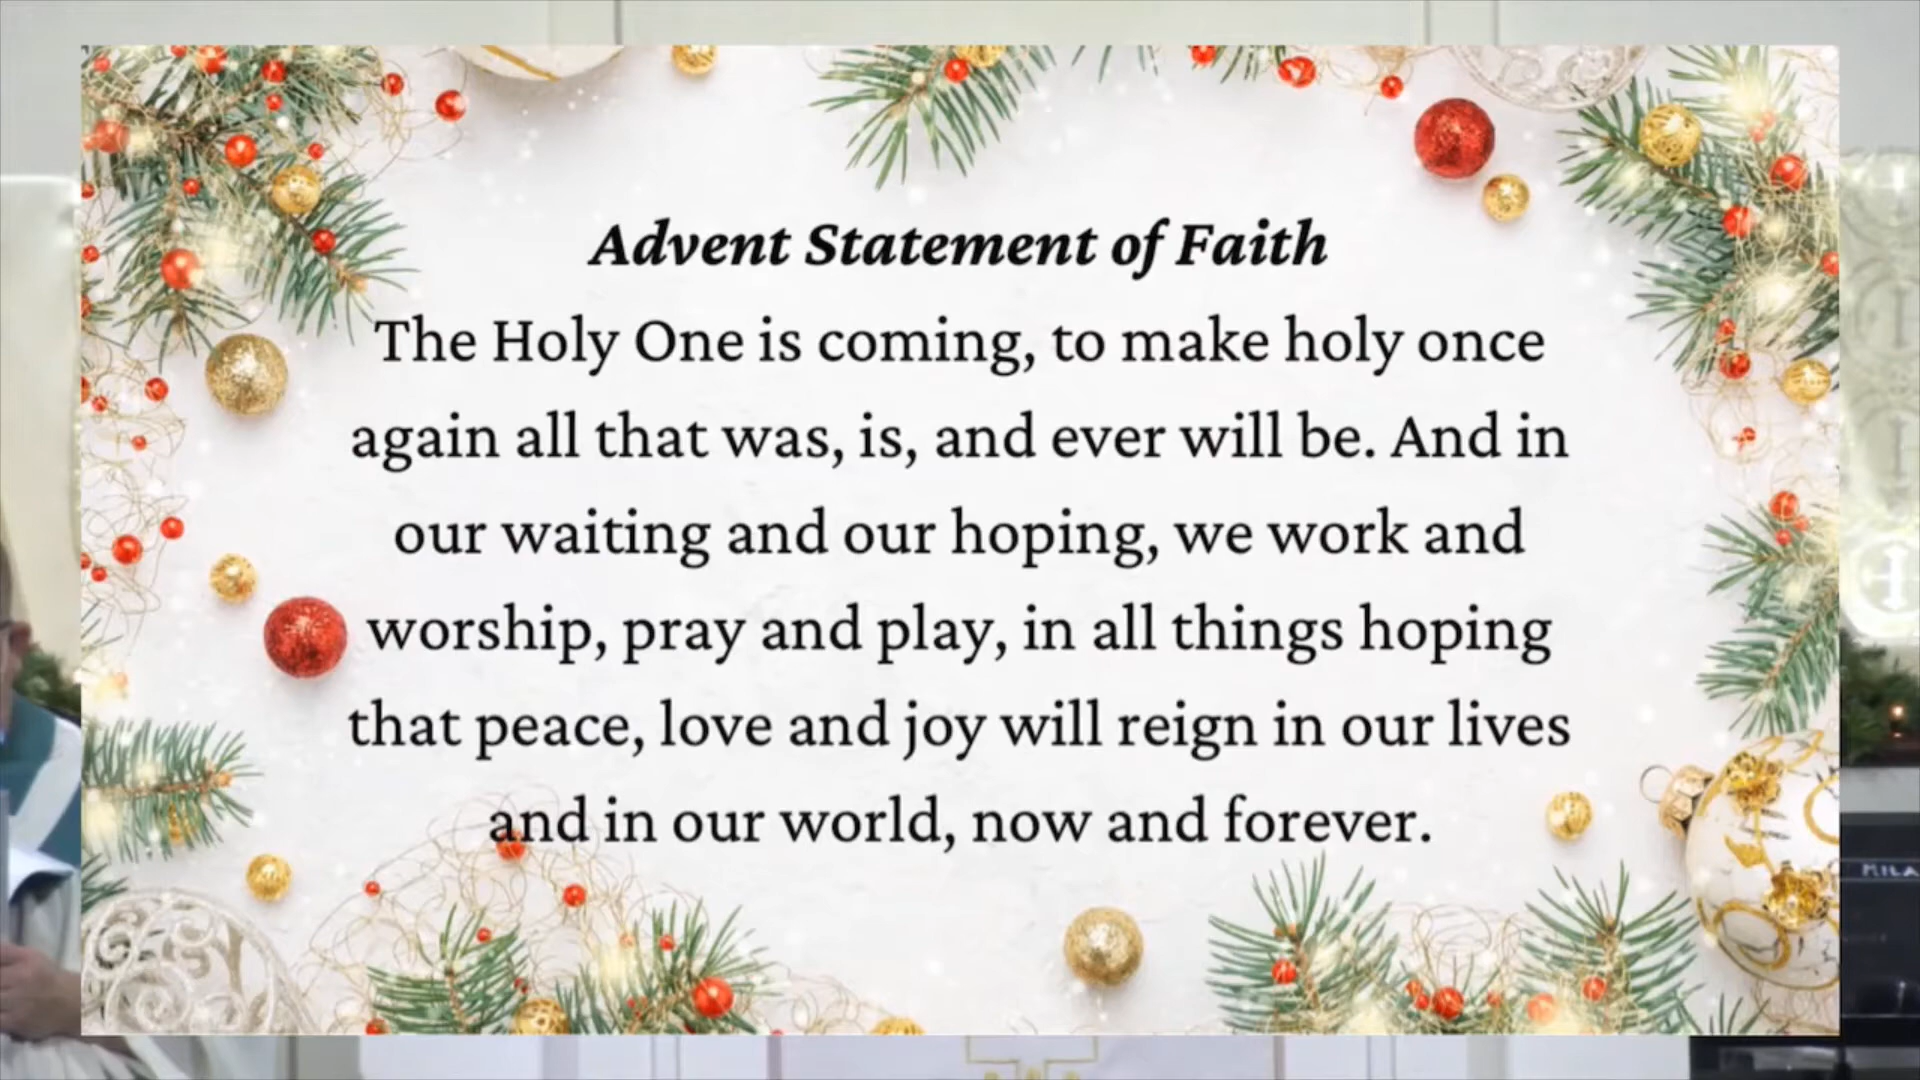 Advent Statement of Faith
The Holy One is coming, to make holy once
again all that was, is, and ever will be. And in
our waiting and our hoping, we work and
worship, pray and play, in all things hoping
that peace, love and joy will reign in our lives
and in our world, now and forever.
MILA